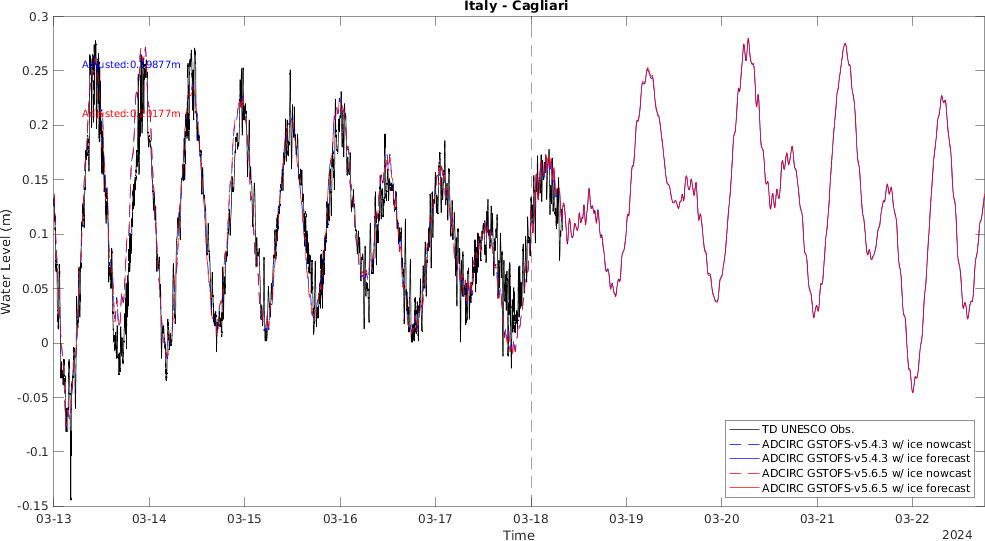 Italy - Cagliari
0.3
0.25
0.2
0.15
0.1
0.05
0
-0.05
-0.1
-0.15
Water Level (m)
03-13 03-14 03-15 03-16 03-17 03-18 03-19 03-20 03-21 03-22
Time
2024
TD UNESCO Obs.
ADCIRC GSTOFS-v5.4.3 w/ ice nowcast
ADCIRC GSTOFS-v5.4.3 w/ ice forecast
ADCIRC GSTOFS-v5.6.5 w/ ice nowcast
ADCIRC GSTOFS-v5.6.5 w/ ice forecast